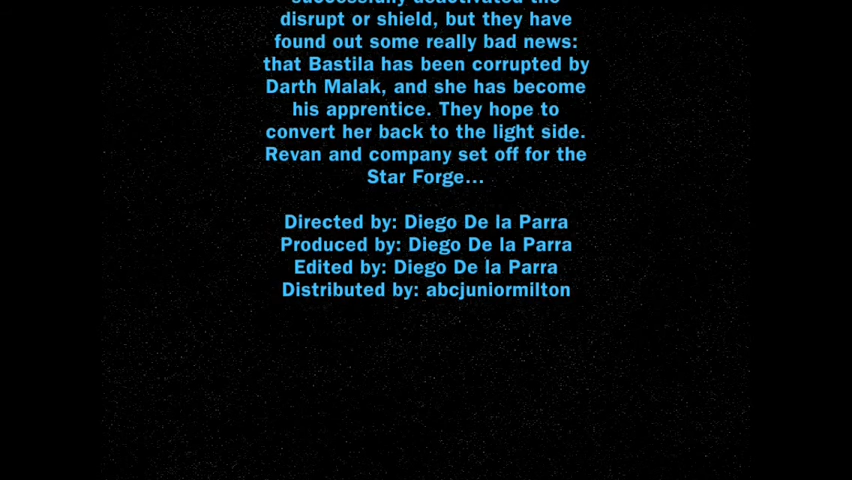 successfully deactivated the
disrupt or shield, but they have
found out some really bad news:
that Bastila has been corrupted by
Darth Malak, and she has become
his apprentice. They hope to
convert her back to the light side.
Revan and company set off for the
Star Forge...
Directed by: Diego De la Parra
Produced by: Diego De la Parra
Edited by: Diego De la Parra
Distributed by: abcjuniormilton